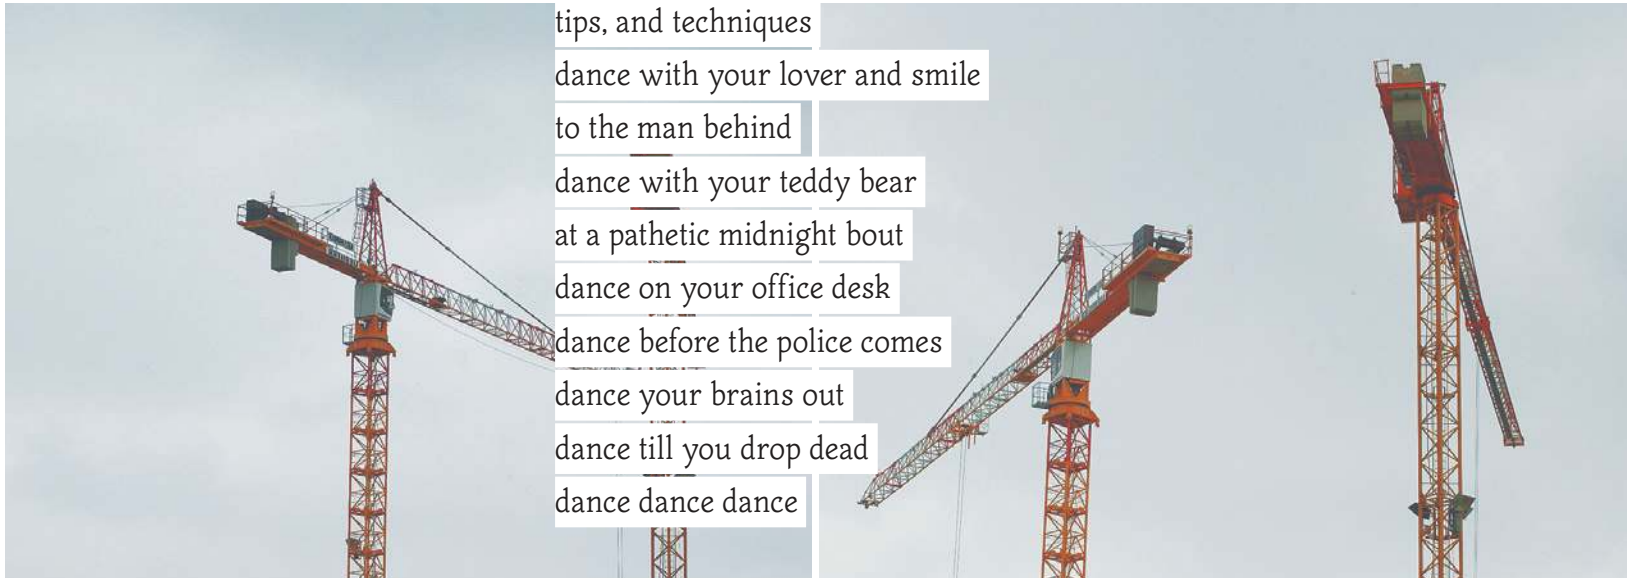 tips, and techniques
dance with your lover and smile
to the man behind
dance with your teddy bear
at a pathetic midnight bout
dance on your office desk
dance before the police comes
dance your brains out
dance till you drop dead
dance dance dance